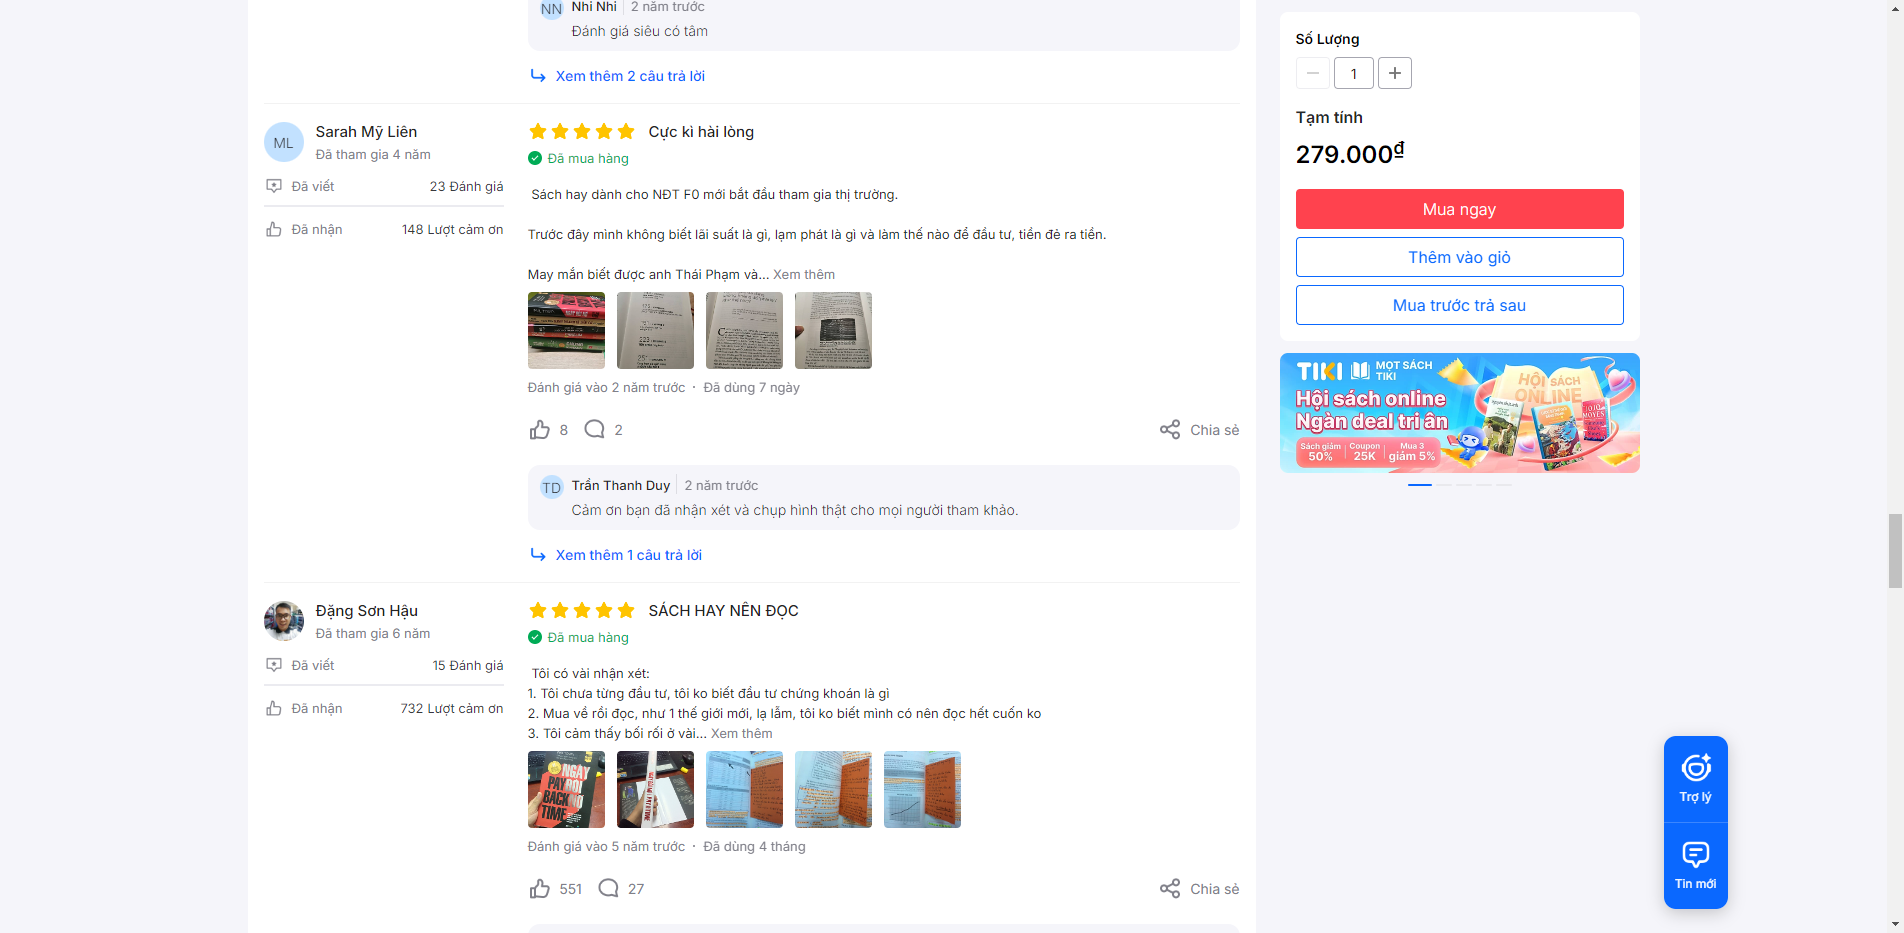 NN Nhi Nhi 2 năm trước
Đánh giá siêu có tâm
Xem thêm 2 câu trả lời
ML Sarah Mỹ Liên
Đã tham gia 4 năm
Đã viết 23 Đánh giá
Đã nhận 148 Lượt cảm ơn
Cực kì hài lòng
Đã mua hàng
Sách hay dành cho NĐT F0 mới bắt đầu tham gia thị trường.
Trước đây mình không biết lãi suất là gì, lạm phát là gì và làm thế nào để đầu tư, tiền đẻ ra tiền.
May mắn biết được anh Thái Phạm và... Xem thêm
Đánh giá vào 2 năm trước · Đã dùng 7 ngày
8 2 Chia sẻ
TD Trần Thanh Duy 2 năm trước
Cảm ơn bạn đã nhận xét và chụp hình thật cho mọi người tham khảo.
Xem thêm 1 câu trả lời
Đặng Sơn Hậu
Đã tham gia 6 năm
Đã viết 15 Đánh giá
Đã nhận 732 Lượt cảm ơn
SÁCH HAY NÊN ĐỌC
Đã mua hàng
Tôi có vài nhận xét:
1. Tôi chưa từng đầu tư, tôi ko biết đầu tư chứng khoán là gì
2. Mua về rồi đọc, như 1 thế giới mới, lạ lẫm, tôi ko biết mình có nên đọc hết cuốn ko
3. Tôi cảm thấy bối rối ở vài... Xem thêm
NGÀY
PAY ĐÒI
BACK NỢ
TIME
Đánh giá vào 5 năm trước · Đã dùng 4 tháng
551 27 Chia sẻ
Số Lượng
1
Tạm tính
279.000₫
Mua ngay
Thêm vào giỏ
Mua trước trả sau
TIKI MỌT SÁCH
TIKI
Hội sách online
Ngàn deal tri ân
Sách giảm
50%
Coupon
25K
Mua 3
giảm 5%
HỘI SÁCH
ONLINE
JOJO
MOYES
Trợ lý
Tin mới